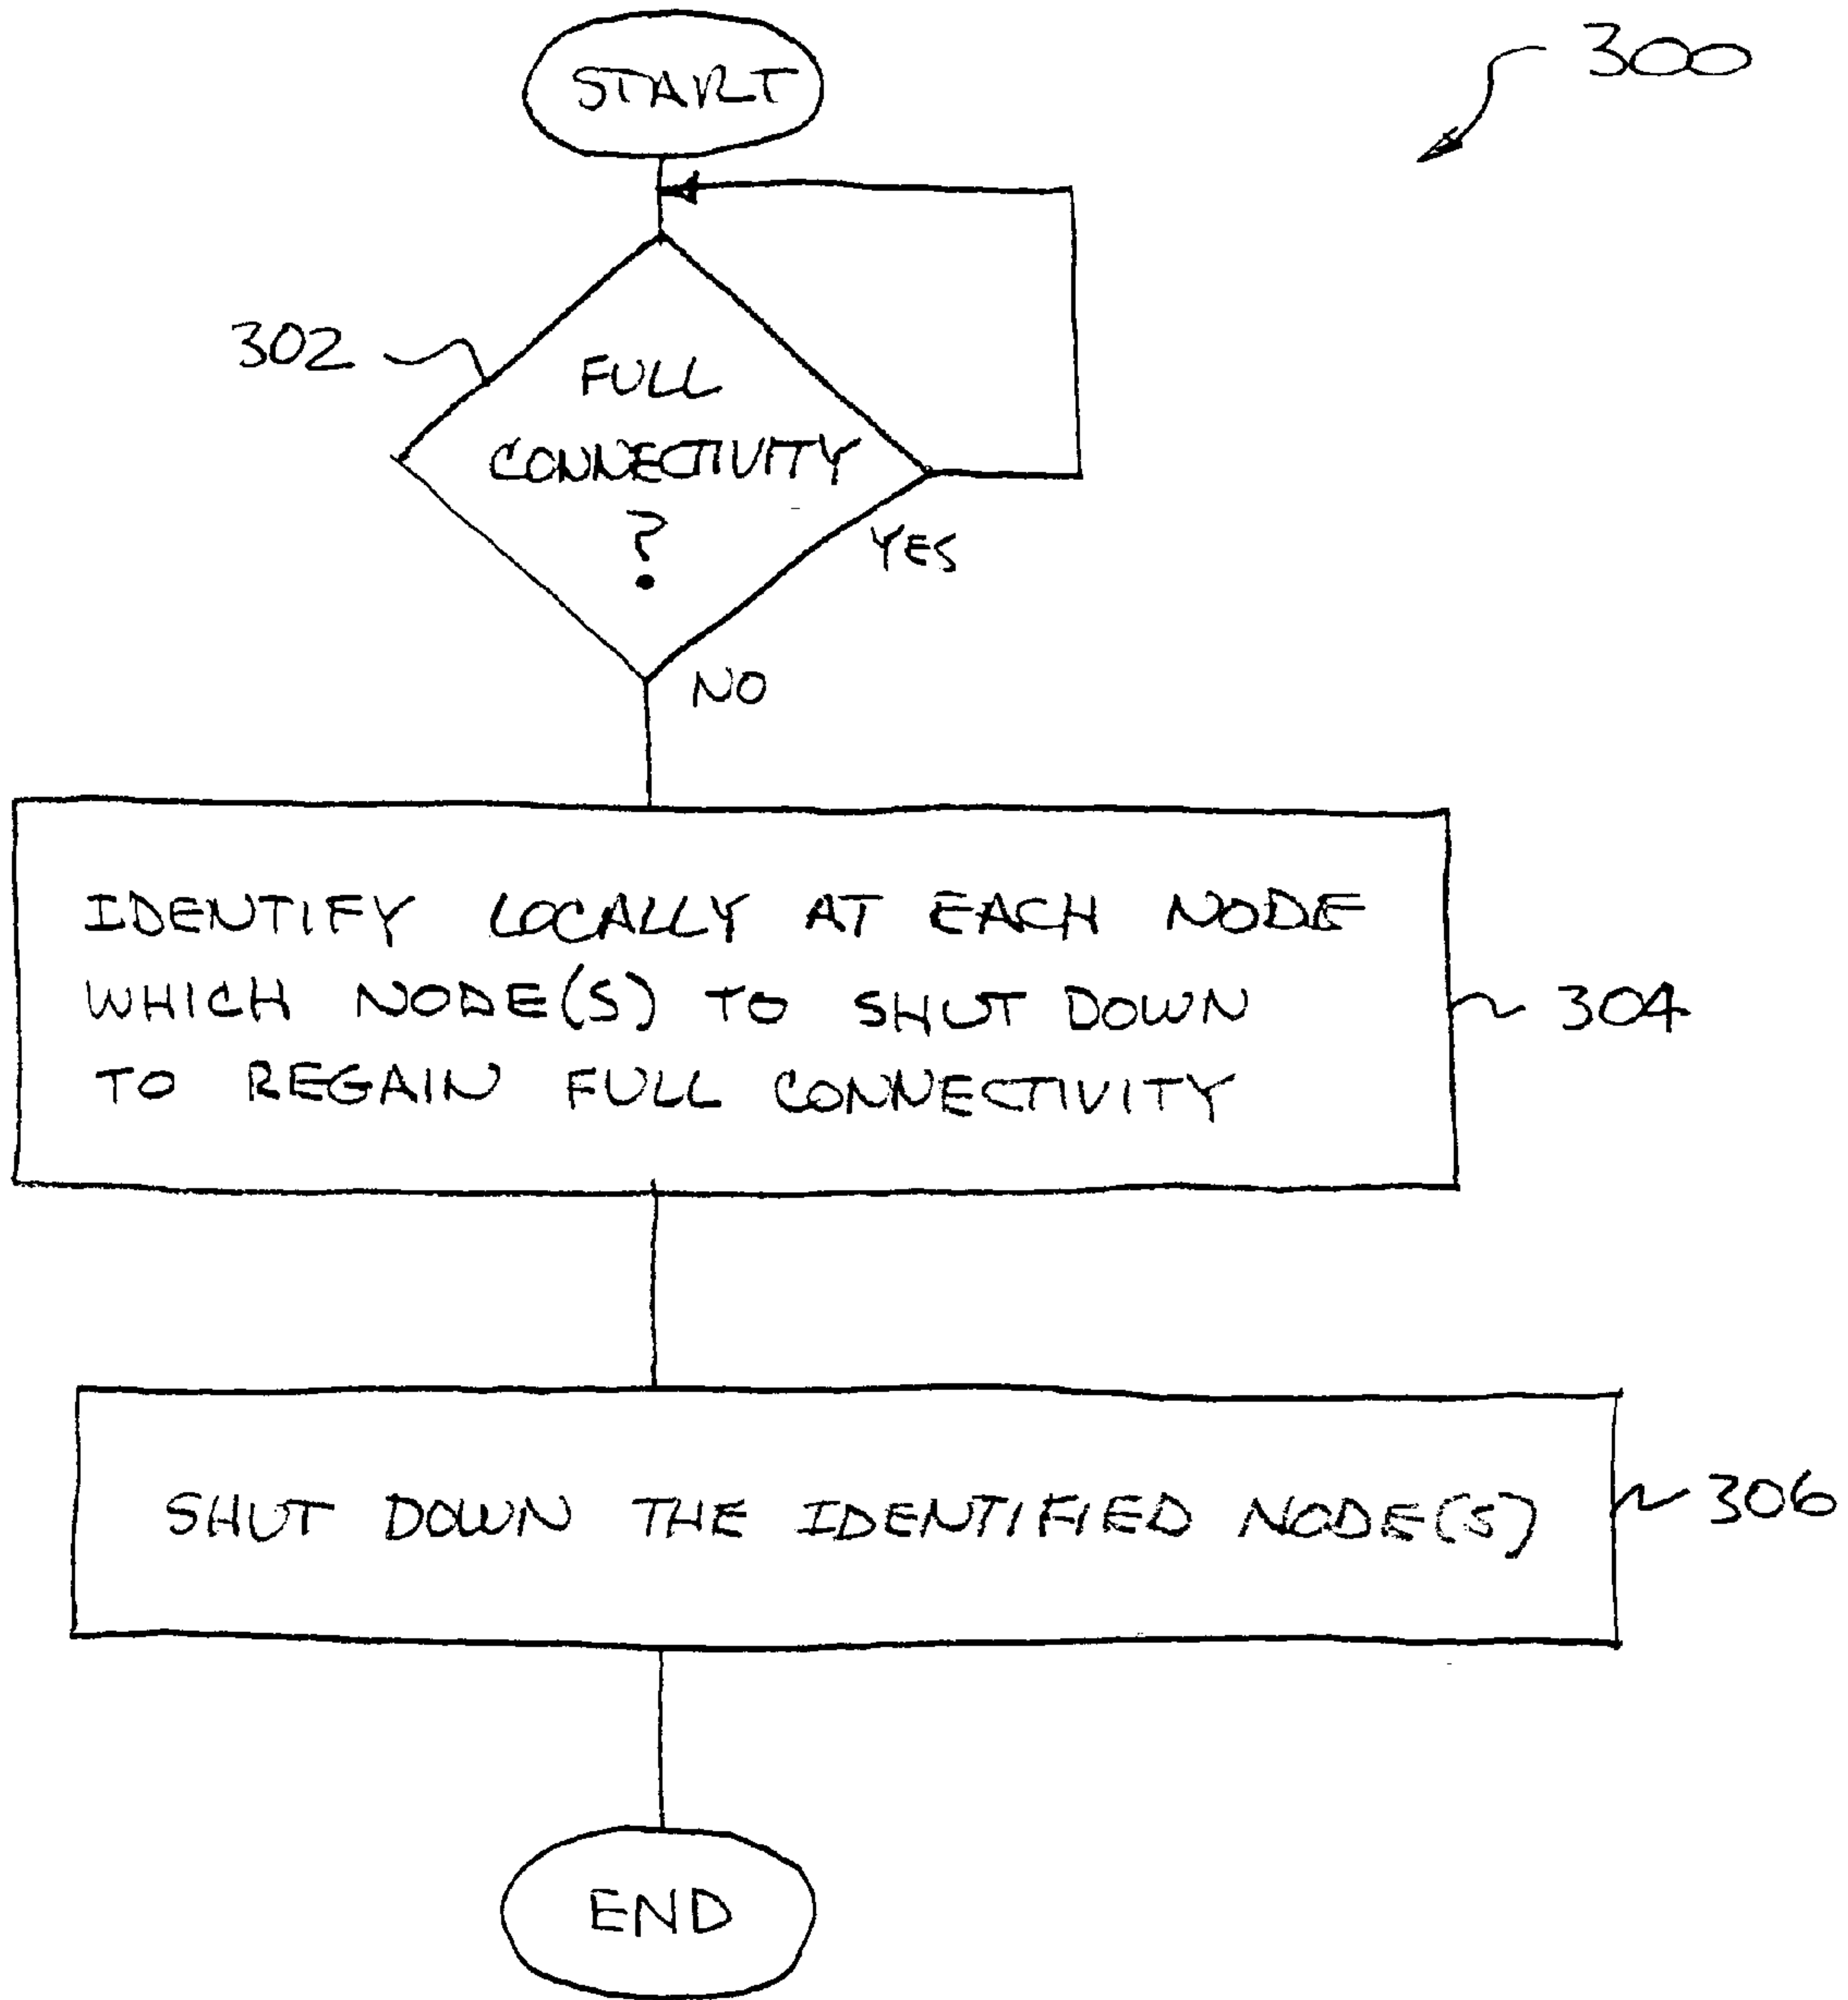 START
300
302
FULL
CONNECTIVITY
?
YES
NO
IDENTIFY LOCALLY AT EACH NODE
WHICH NODE(S) TO SHUT DOWN
TO REGAIN FULL CONNECTIVITY
304
SHUT DOWN THE IDENTIFIED NODE(S)
306
END